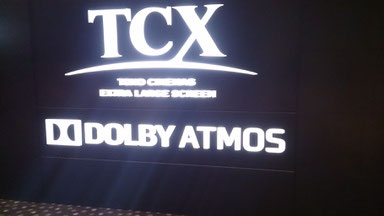 TCX
TOHO CINEMAS
EXTRA LARGE SCREEN
DOLBY ATMOS